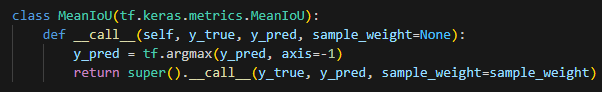 class MeanIoU(tf.keras.metrics.MeanIoU):
    def __call__(self, y_true, y_pred, sample_weight=None):
        y_pred = tf.argmax(y_pred, axis=-1)
        return super().__call__(y_true, y_pred, sample_weight=sample_weight)